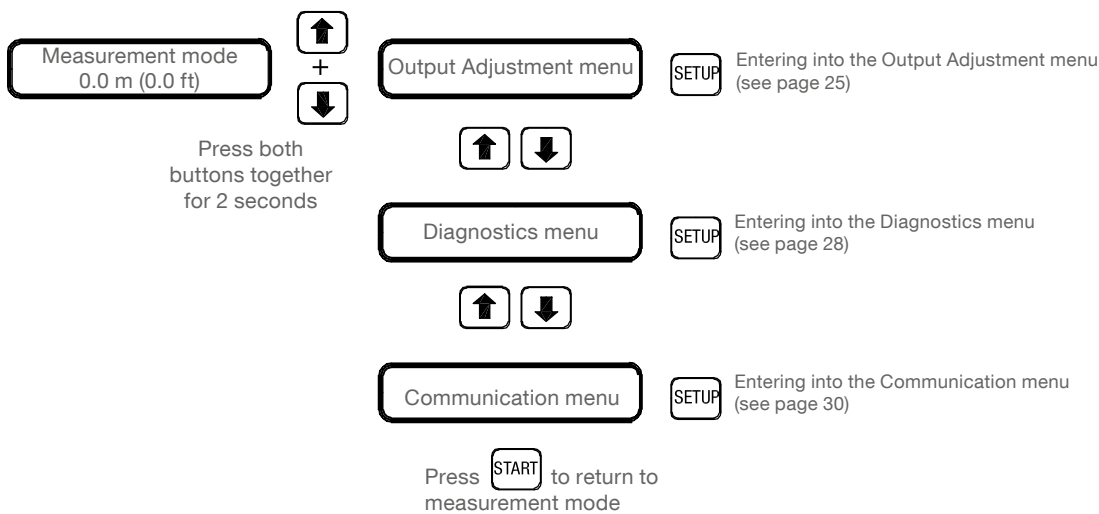 Measurement mode
0.0 m (0.0 ft)
+
Press both
buttons together
for 2 seconds
Output Adjustment menu
SETUP
Entering into the Output Adjustment menu
(see page 25)
Diagnostics menu
SETUP
Entering into the Diagnostics menu
(see page 28)
Communication menu
SETUP
Entering into the Communication menu
(see page 30)
Press START to return to
measurement mode